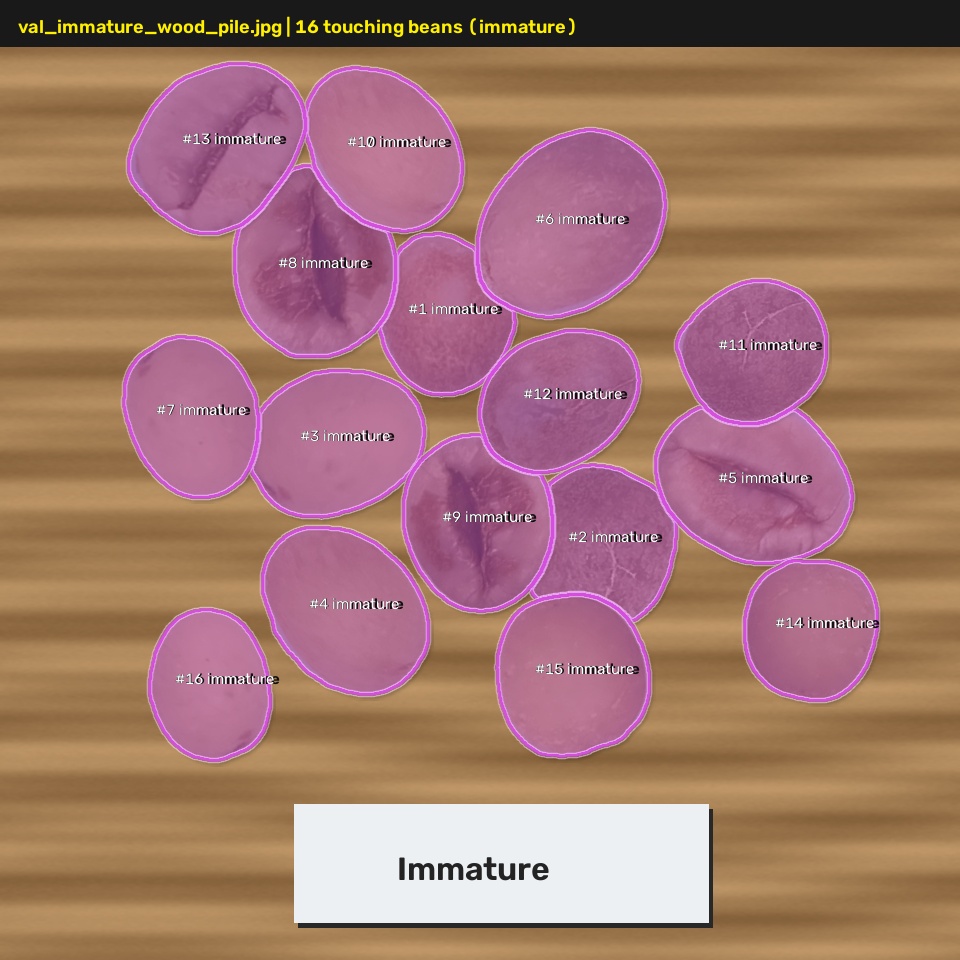 val_immature_wood_pile.jpg | 16 touching beans (immature)
#13 immature
#10 immature
#6 immature
#8 immature
#1 immature
#11 immature
#12 immature
#7 immature
#3 immature
#5 immature
#9 immature
#2 immature
#4 immature
#14 immature
#15 immature
#16 immature
Immature